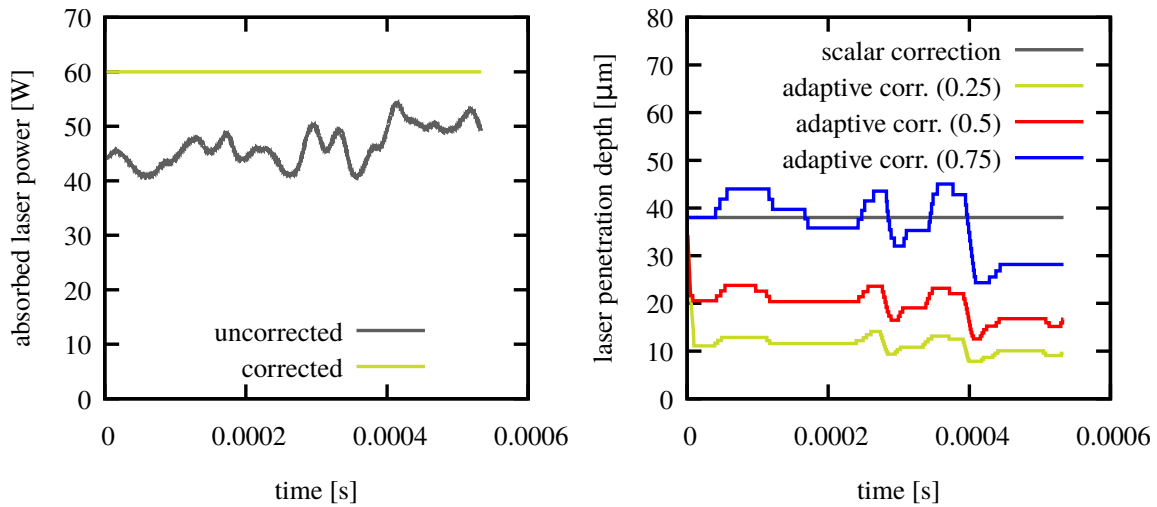 absorbed laser power [W]
70
60
50
40
30
20
10
0
uncorrected
corrected
0
0.0002
0.0004
0.0006
time [s]
laser penetration depth [μm]
80
70
60
50
40
30
20
10
0
scalar correction
adaptive corr. (0.25)
adaptive corr. (0.5)
adaptive corr. (0.75)
0
0.0002
0.0004
0.0006
time [s]